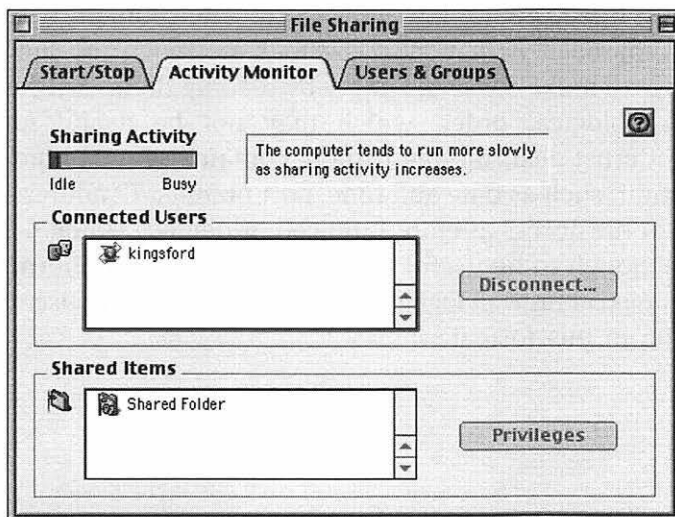 File Sharing
Start/Stop
Activity Monitor
Users & Groups
Sharing Activity
Idle
Busy
The computer tends to run more slowly
as sharing activity increases.
Connected Users
kingsford
Disconnect...
Shared Items
Shared Folder
Privileges